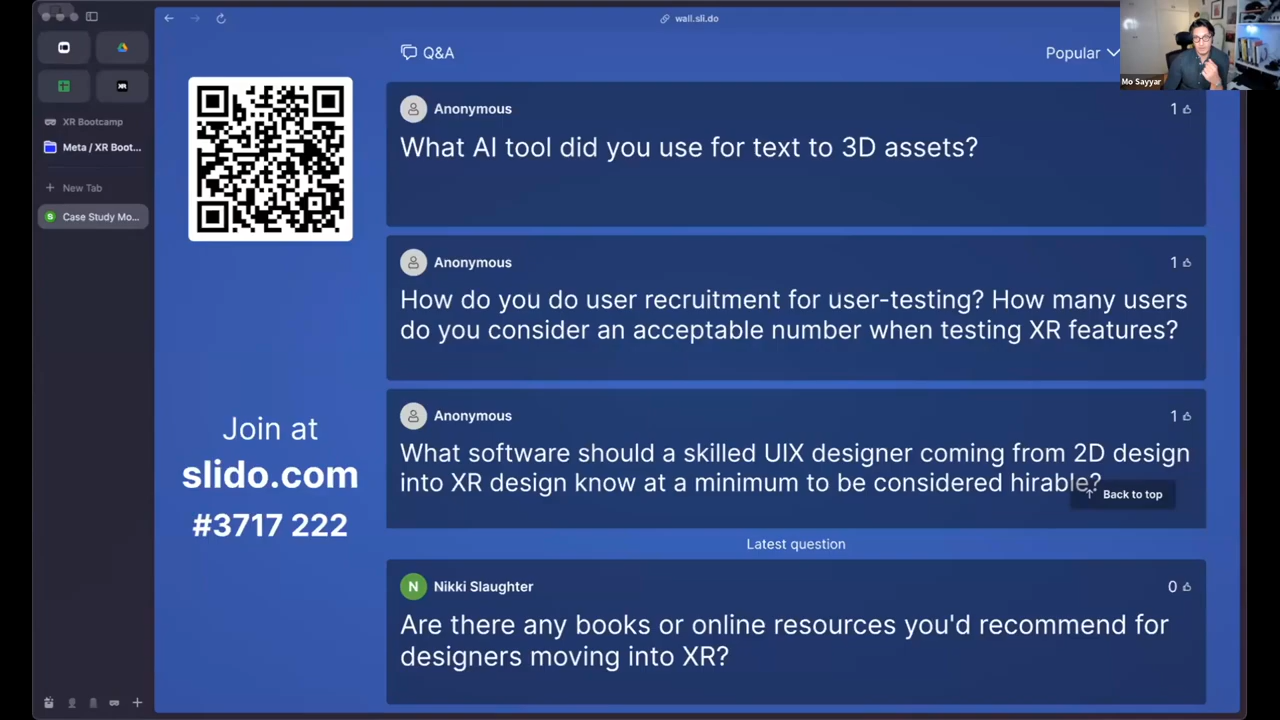 wall.sli.do
XR Bootcamp
Meta / XR Boot...
New Tab
Case Study Mo...
Join at
slido.com
#3717 222
Q&A
Popular
Mo Sayyar
Anonymous
1
What AI tool did you use for text to 3D assets?
Anonymous
1
How do you do user recruitment for user-testing? How many users
do you consider an acceptable number when testing XR features?
Anonymous
1
What software should a skilled UIX designer coming from 2D design
into XR design know at a minimum to be considered hirable?
Back to top
Latest question
N
Nikki Slaughter
0
Are there any books or online resources you'd recommend for
designers moving into XR?